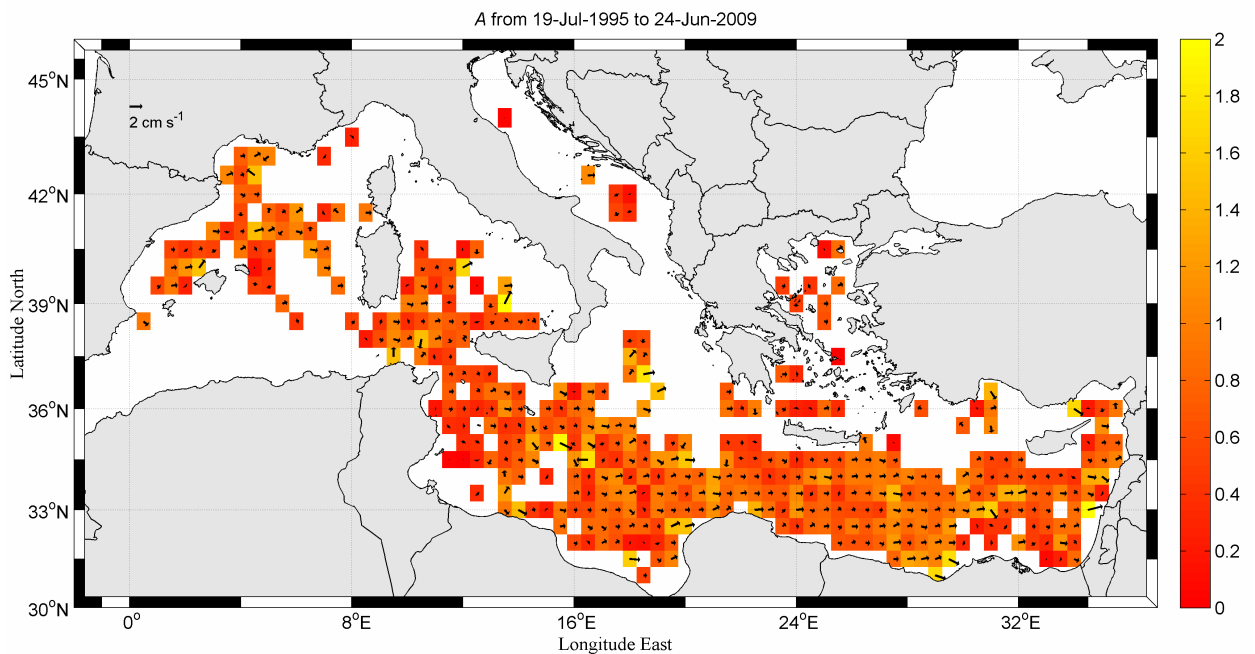 A from 19-Jul-1995 to 24-Jun-2009
2
1.8
1.6
1.4
1.2
1
0.8
0.6
0.4
0.2
0
45°N
42°N
39°N
36°N
33°N
30°N
2 cm s⁻¹
Latitude North
0°
8°E
16°E
24°E
32°E
Longitude East